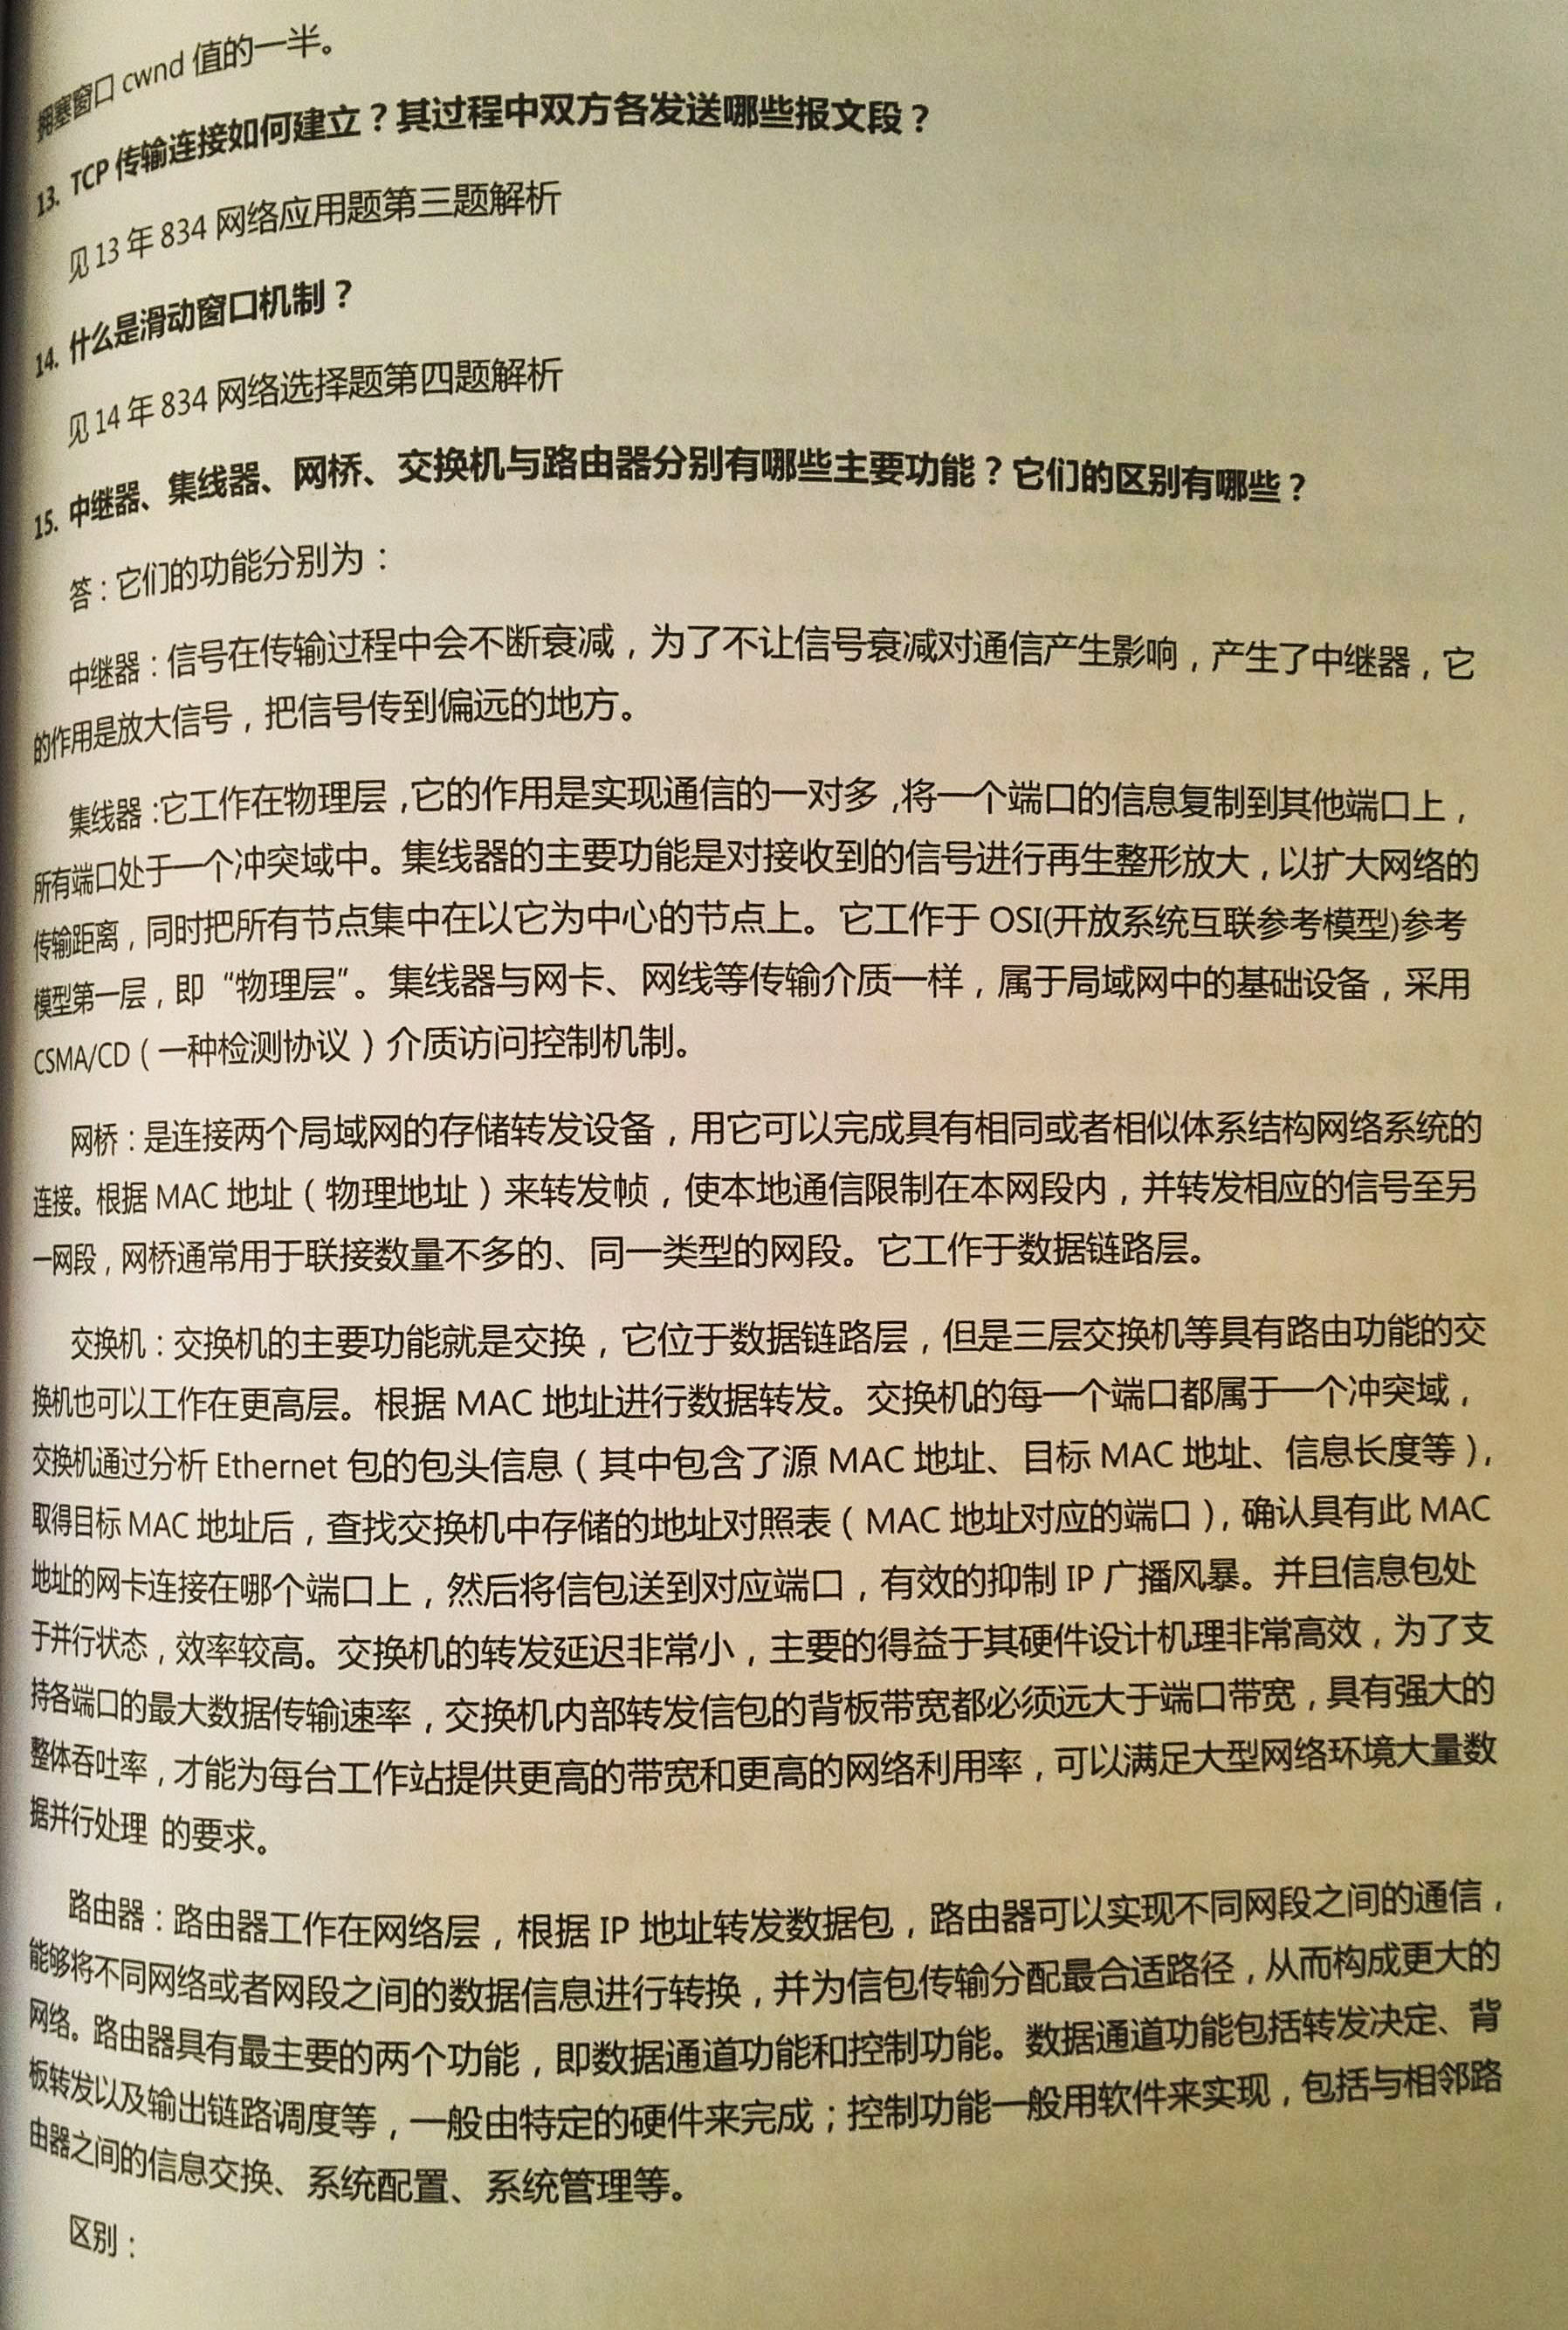 拥塞窗口 cwnd 值的一半。
13. TCP 传输连接如何建立？其过程中双方各发送哪些报文段？
见 13 年 834 网络应用题第三题解析
14. 什么是滑动窗口机制？
见 14 年 834 网络选择题第四题解析
15. 中继器、集线器、网桥、交换机与路由器分别有哪些主要功能？它们的区别有哪些？
答：它们的功能分别为：
中继器：信号在传输过程中会不断衰减，为了不让信号衰减对通信产生影响，产生了中继器，它
的作用是放大信号，把信号传到偏远的地方。
集线器：它工作在物理层，它的作用是实现通信的一对多，将一个端口的信息复制到其他端口上，
所有端口处于一个冲突域中。集线器的主要功能是对接收到的信号进行再生整形放大，以扩大网络的
传输距离，同时把所有节点集中在以它为中心的节点上。它工作于 OSI(开放系统互联参考模型)参考
模型第一层，即“物理层”。集线器与网卡、网线等传输介质一样，属于局域网中的基础设备，采用
CSMA/CD（一种检测协议）介质访问控制机制。
网桥：是连接两个局域网的存储转发设备，用它可以完成具有相同或者相似体系结构网络系统的
连接。根据 MAC 地址（物理地址）来转发帧，使本地通信限制在本网段内，并转发相应的信号至另
一网段，网桥通常用于联接数量不多的、同一类型的网段。它工作于数据链路层。
交换机：交换机的主要功能就是交换，它位于数据链路层，但是三层交换机等具有路由功能的交
换机也可以工作在更高层。根据 MAC 地址进行数据转发。交换机的每一个端口都属于一个冲突域，
交换机通过分析 Ethernet 包的包头信息（其中包含了源 MAC 地址、目标 MAC 地址、信息长度等），
取得目标 MAC 地址后，查找交换机中存储的地址对照表（MAC 地址对应的端口），确认具有此 MAC
地址的网卡连接在哪个端口上，然后将信包送到对应端口，有效的抑制 IP 广播风暴。并且信息包处
于并行状态，效率较高。交换机的转发延迟非常小，主要的得益于其硬件设计机理非常高效，为了支
持各端口的最大数据传输速率，交换机内部转发信包的背板带宽都必须远大于端口带宽，具有强大的
整体吞吐率，才能为每台工作站提供更高的带宽和更高的网络利用率，可以满足大型网络环境大量数
据并行处理 的要求。
路由器：路由器工作在网络层，根据 IP 地址转发数据包，路由器可以实现不同网段之间的通信，
能够将不同网络或者网段之间的数据信息进行转换，并为信包传输分配最合适路径，从而构成更大的
网络。路由器具有最主要的两个功能，即数据通道功能和控制功能。数据通道功能包括转发决定、背
板转发以及输出链路调度等，一般由特定的硬件来完成；控制功能一般用软件来实现，包括与相邻路
由器之间的信息交换、系统配置、系统管理等。
区别：